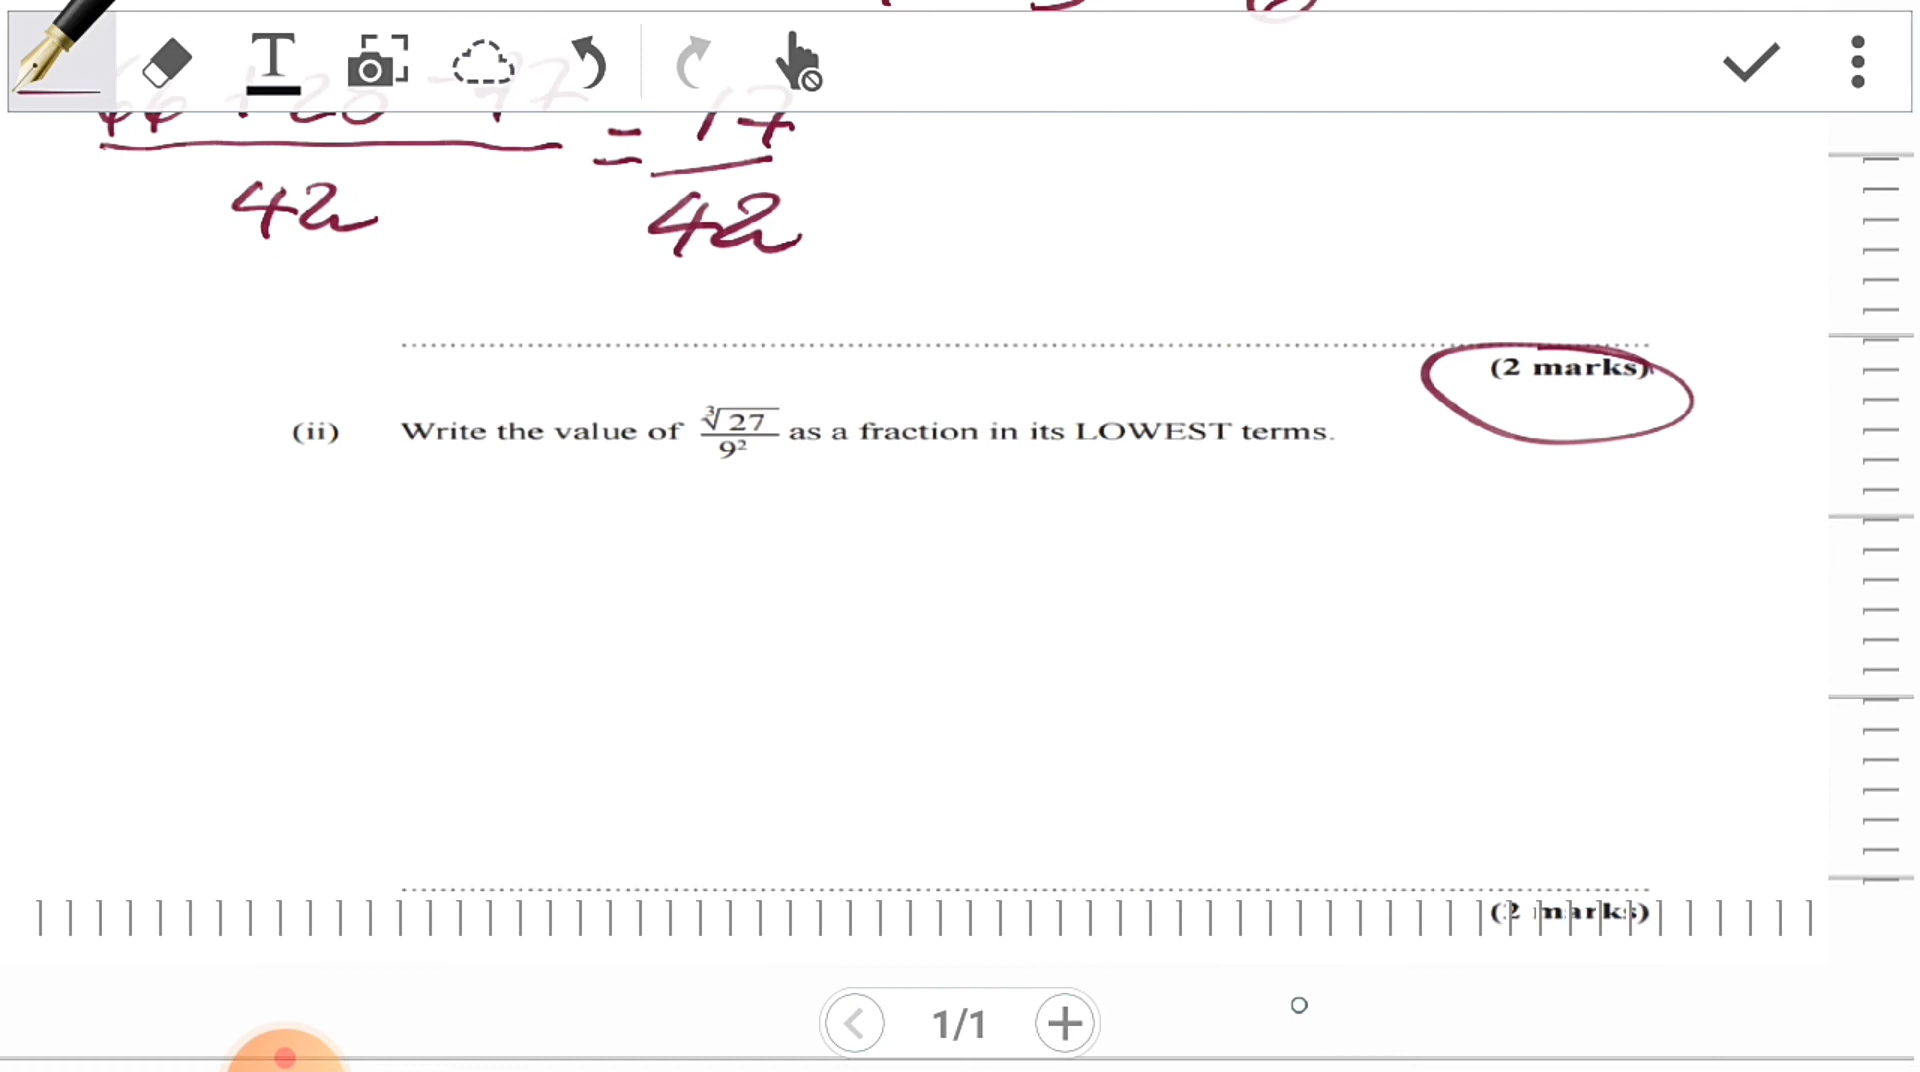 T
= 17
42 42
(2 marks)
(ii) Write the value of ∛27 / 9² as a fraction in its LOWEST terms.
(2 marks)
1/1